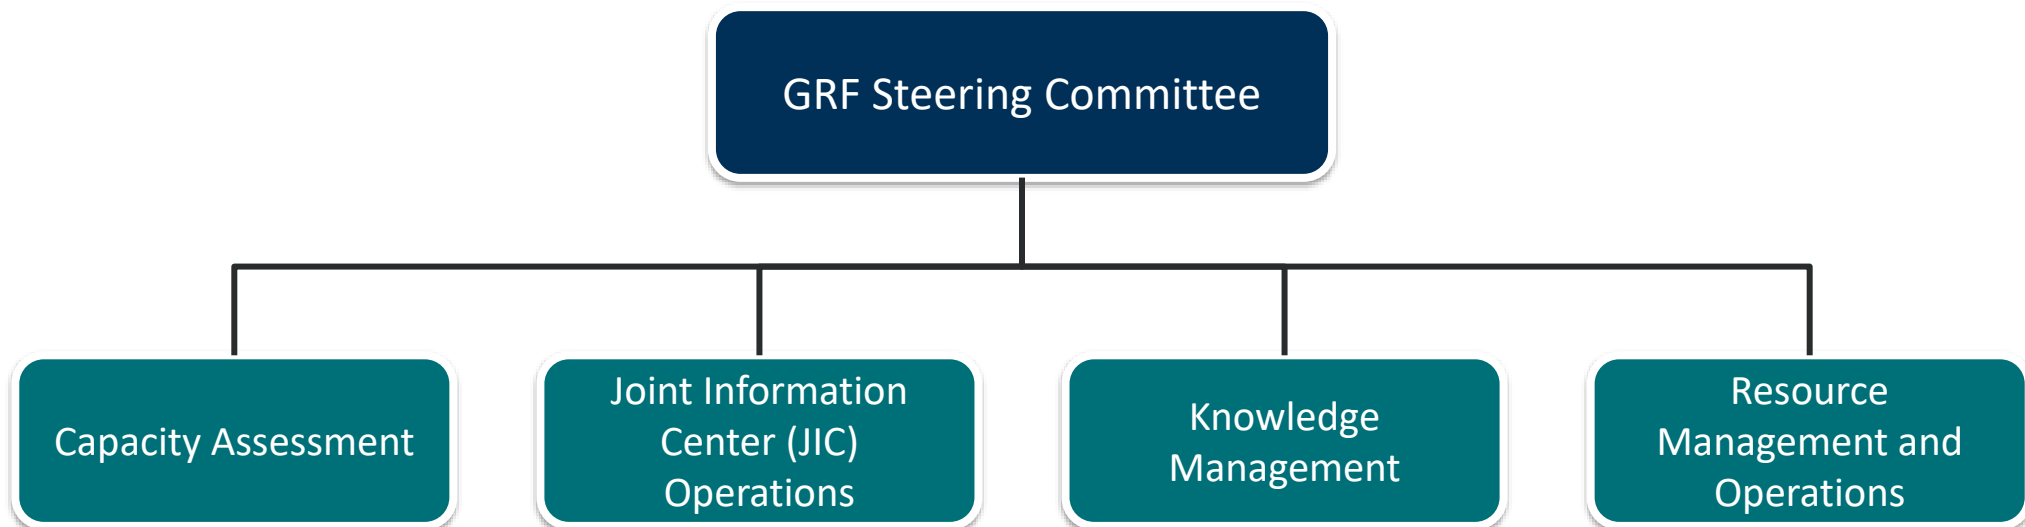 GRF Steering Committee
Capacity Assessment
Joint Information
Center (JIC)
Operations
Knowledge
Management
Resource
Management and
Operations